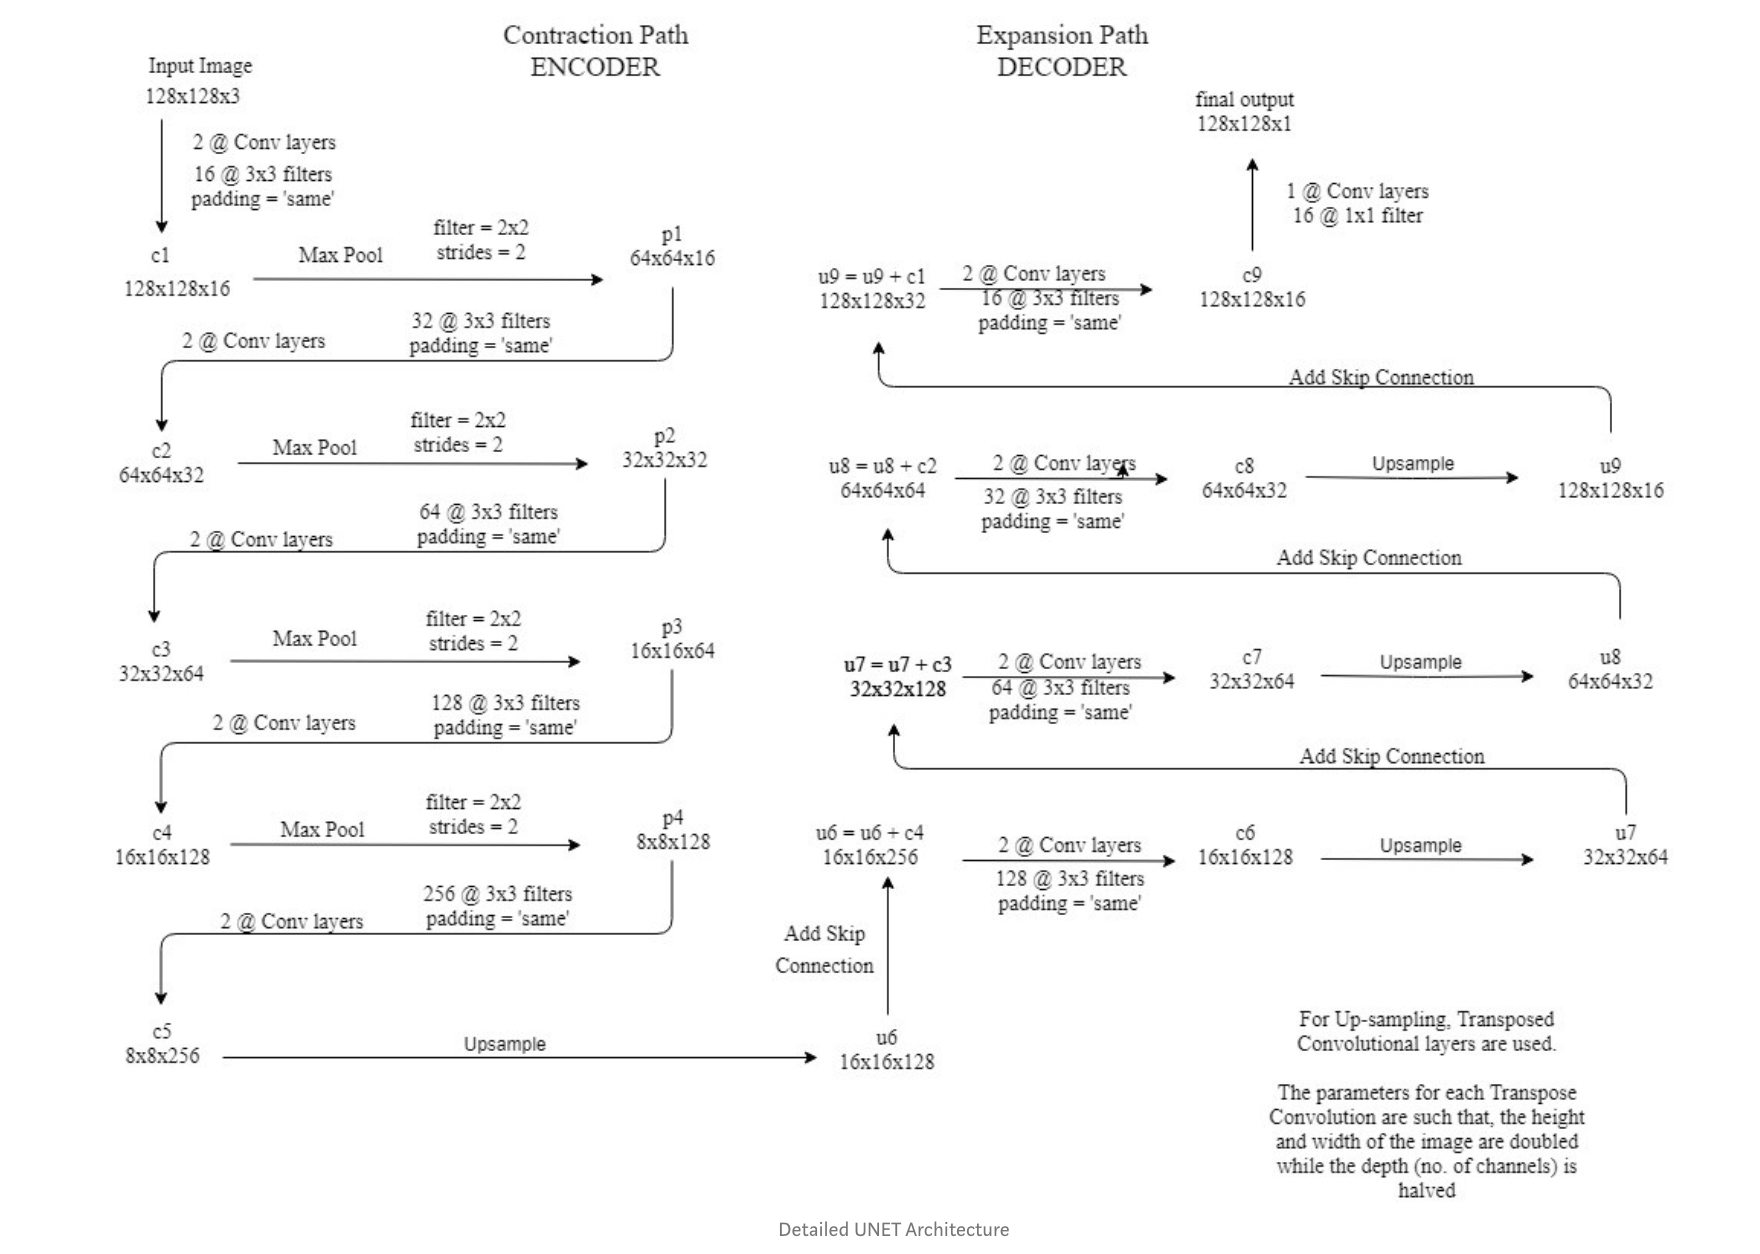 Contraction Path
ENCODER
Input Image
128x128x3
2 @ Conv layers
16 @ 3x3 filters
padding = 'same'
c1
128x128x16
Max Pool
filter = 2x2
strides = 2
p1
64x64x16
2 @ Conv layers
32 @ 3x3 filters
padding = 'same'
c2
64x64x32
Max Pool
filter = 2x2
strides = 2
p2
32x32x32
2 @ Conv layers
64 @ 3x3 filters
padding = 'same'
c3
32x32x64
Max Pool
filter = 2x2
strides = 2
p3
16x16x64
2 @ Conv layers
128 @ 3x3 filters
padding = 'same'
c4
16x16x128
Max Pool
filter = 2x2
strides = 2
p4
8x8x128
2 @ Conv layers
256 @ 3x3 filters
padding = 'same'
c5
8x8x256
Upsample
u6
16x16x128
Add Skip
Connection
Expansion Path
DECODER
final output
128x128x1
1 @ Conv layers
16 @ 1x1 filter
u9 = u9 + c1
128x128x32
2 @ Conv layers
16 @ 3x3 filters
padding = 'same'
c9
128x128x16
Add Skip Connection
u8 = u8 + c2
64x64x64
2 @ Conv layers
32 @ 3x3 filters
padding = 'same'
c8
64x64x32
Upsample
u9
128x128x16
Add Skip Connection
u7 = u7 + c3
32x32x128
2 @ Conv layers
64 @ 3x3 filters
padding = 'same'
c7
32x32x64
Upsample
u8
64x64x32
Add Skip Connection
u6 = u6 + c4
16x16x256
2 @ Conv layers
128 @ 3x3 filters
padding = 'same'
c6
16x16x128
Upsample
u7
32x32x64
For Up-sampling, Transposed
Convolutional layers are used.
The parameters for each Transpose
Convolution are such that, the height
and width of the image are doubled
while the depth (no. of channels) is
halved
Detailed UNET Architecture